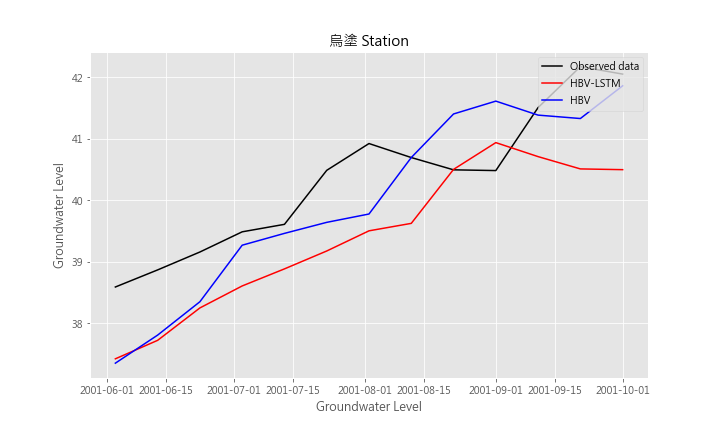 烏塗 Station
Observed data
HBV-LSTM
HBV
42
41
40
39
38
Groundwater Level
2001-06-01
2001-06-15
2001-07-01
2001-07-15
2001-08-01
2001-08-15
2001-09-01
2001-09-15
2001-10-01
Groundwater Level